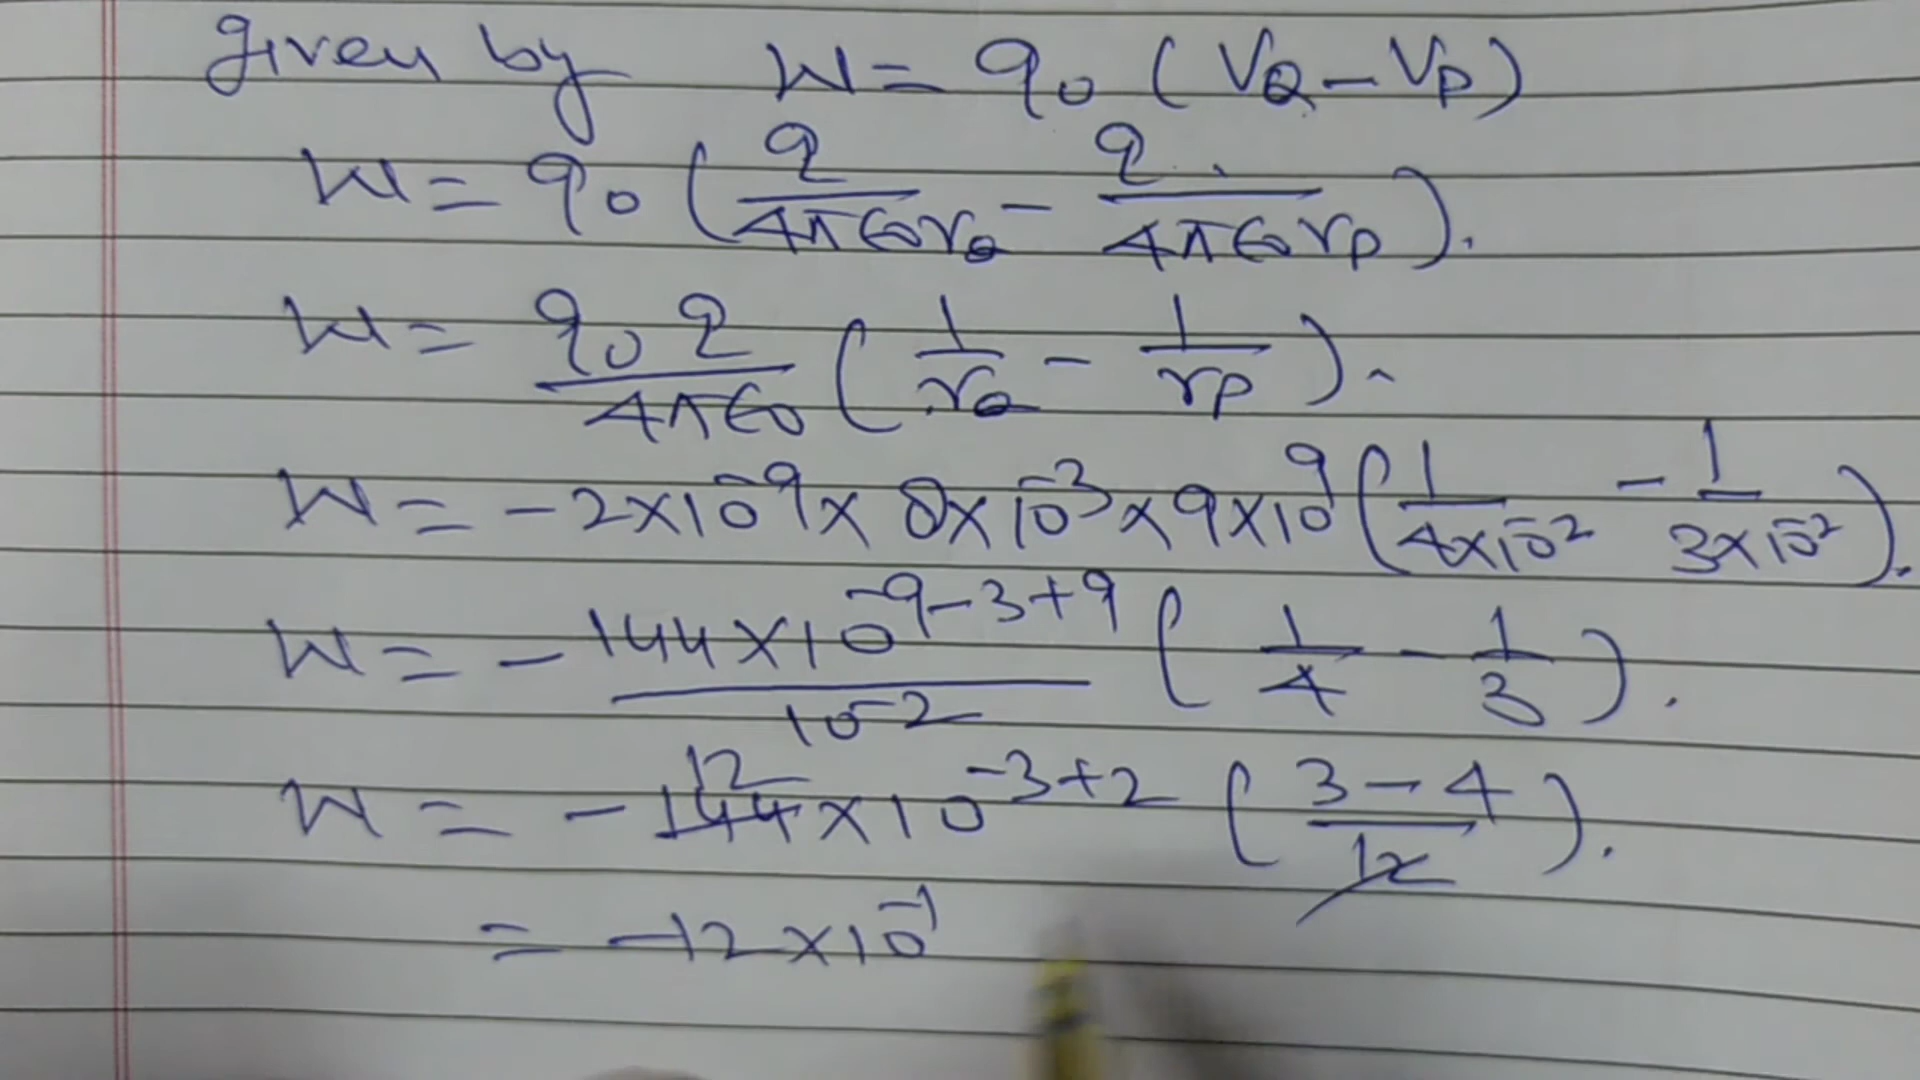 given by W = q₀ (V_Q - V_P)
W = q₀ (q/4πε₀r_Q - q/4πε₀r_P).
W = q₀ q/4πε₀ (1/r_Q - 1/r_P).
W = -2×10⁻⁹ × 8×10⁻³ × 9×10⁹ (1/4×10⁻² - 1/3×10⁻²).
W = -144×10⁻⁹⁻³⁺⁹/10⁻² (1/4 - 1/3).
12
W = -144×10⁻³⁺² (3-4/12).
= -12×10⁻¹